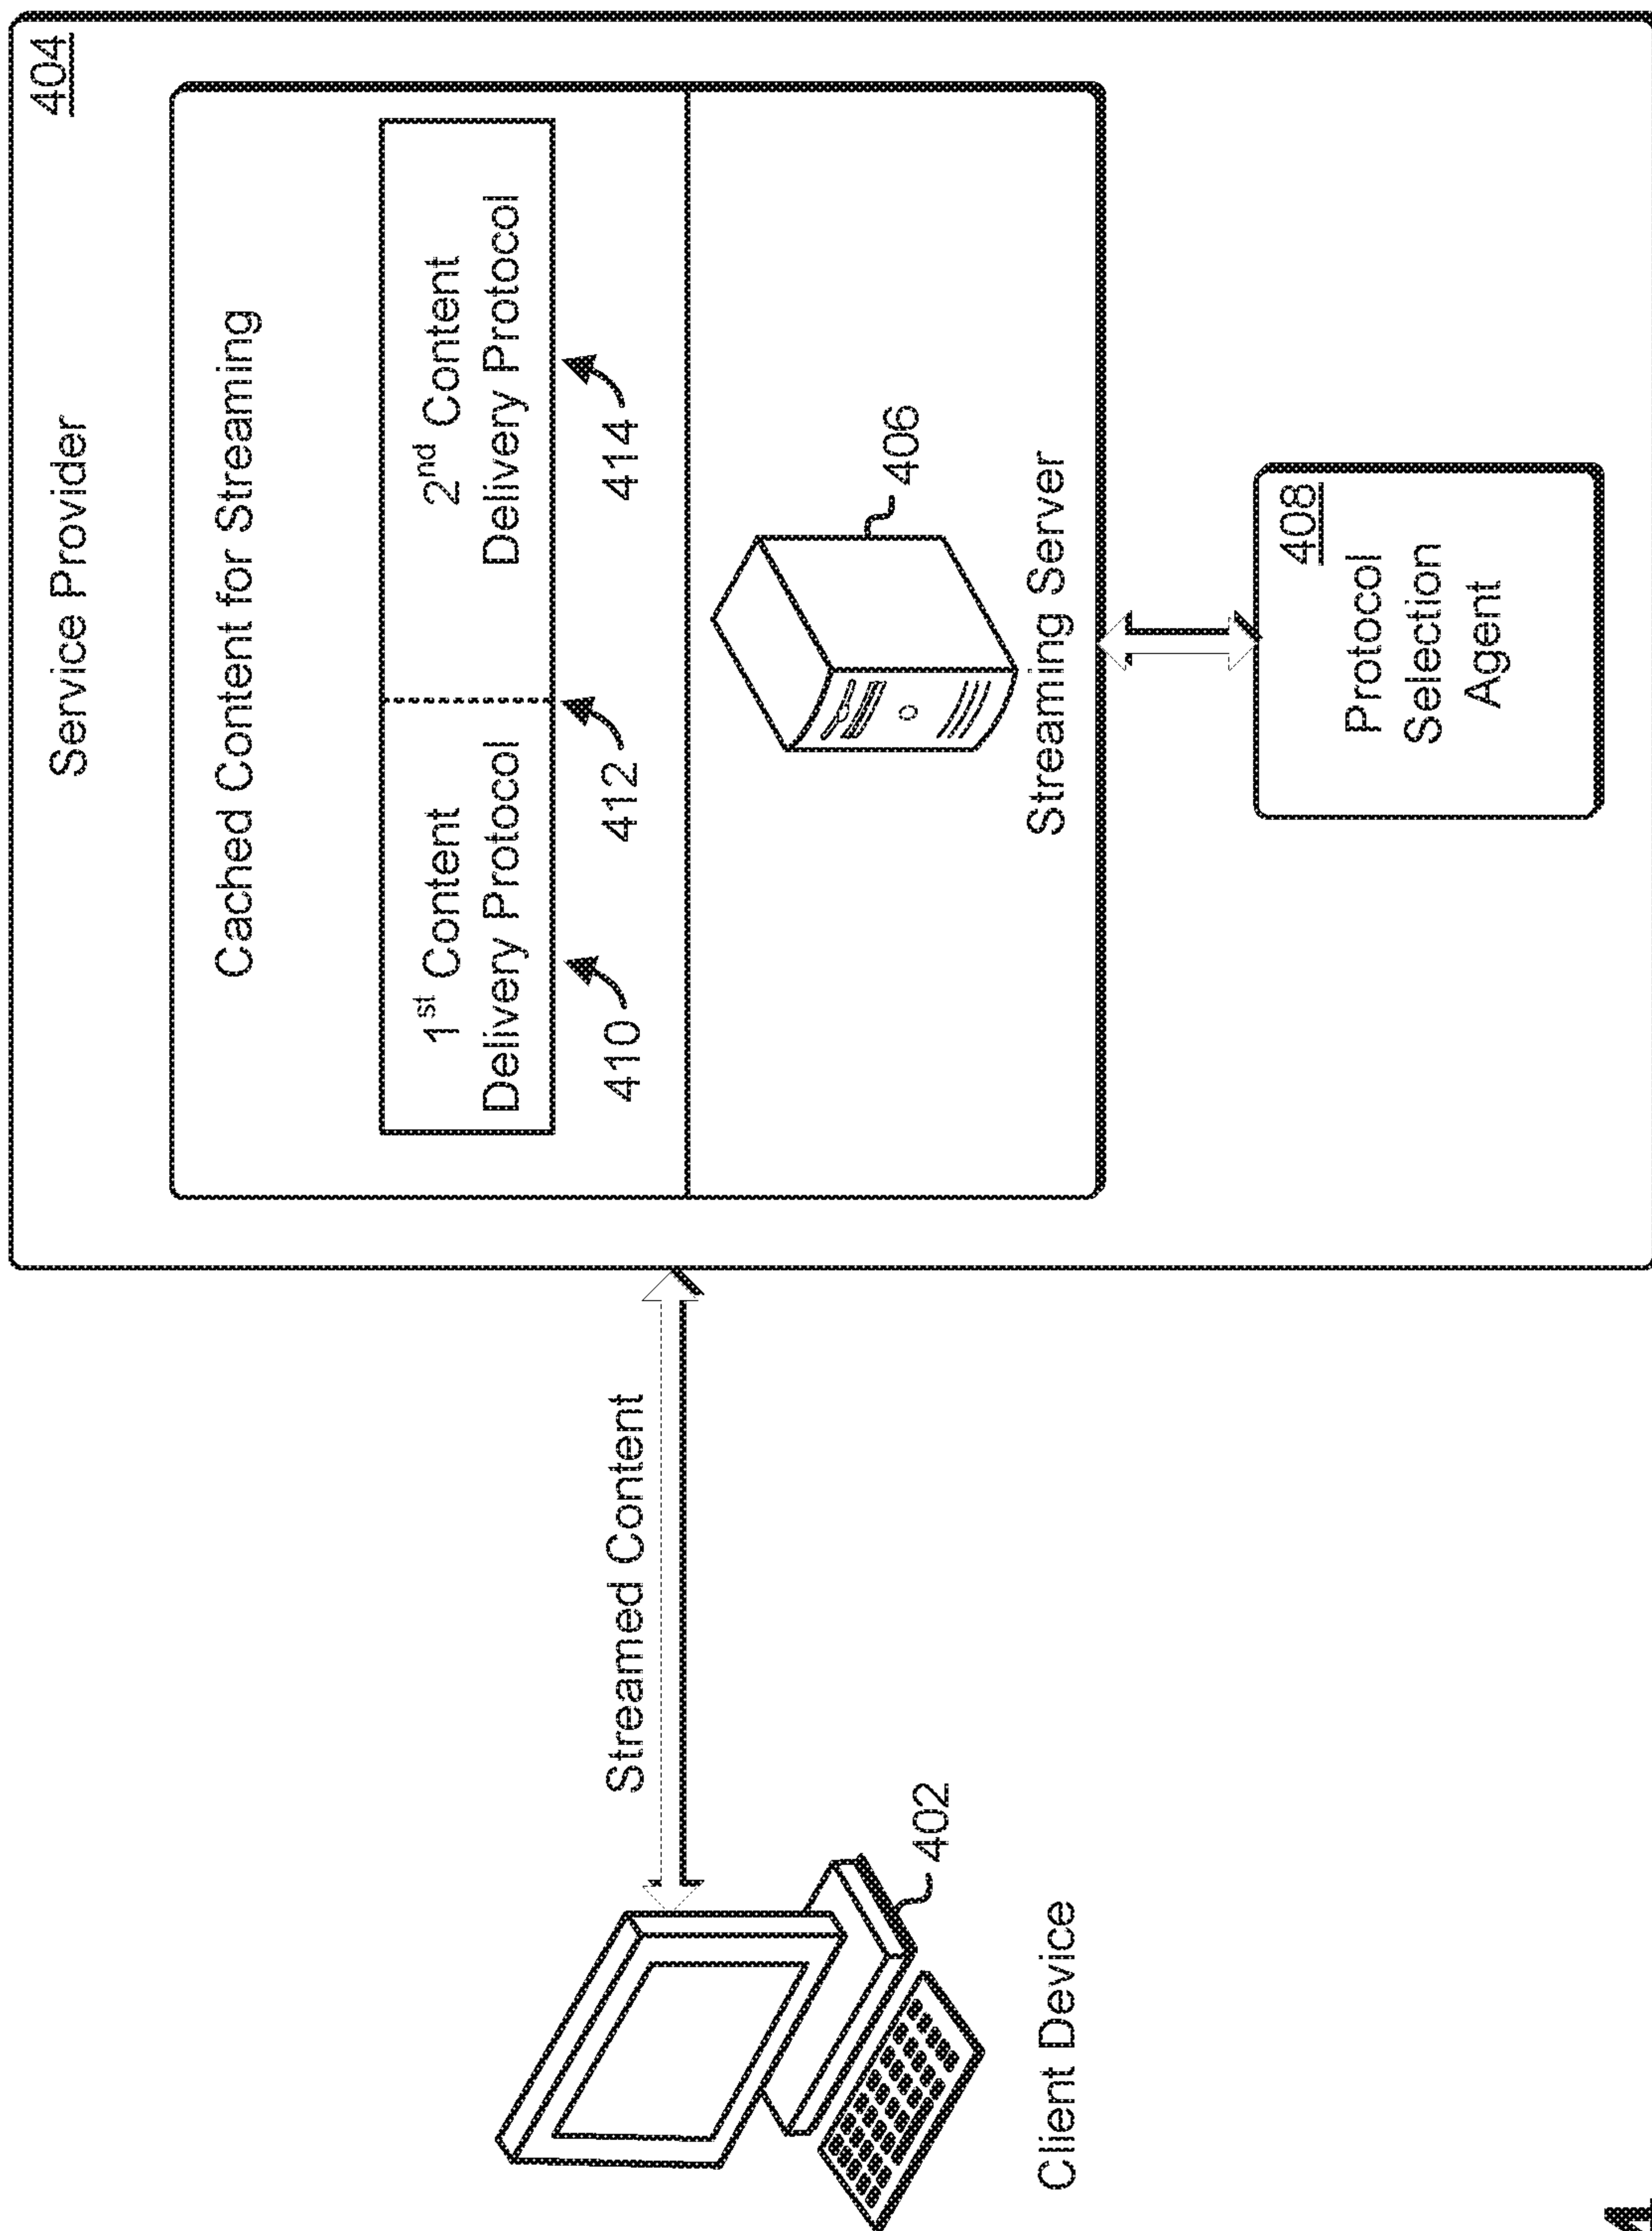 Service Provider
404
Cached Content for Streaming
1st Content
Delivery Protocol
2nd Content
Delivery Protocol
410
412
414
406
Streaming Server
408
Protocol
Selection
Agent
Streamed Content
402
Client Device